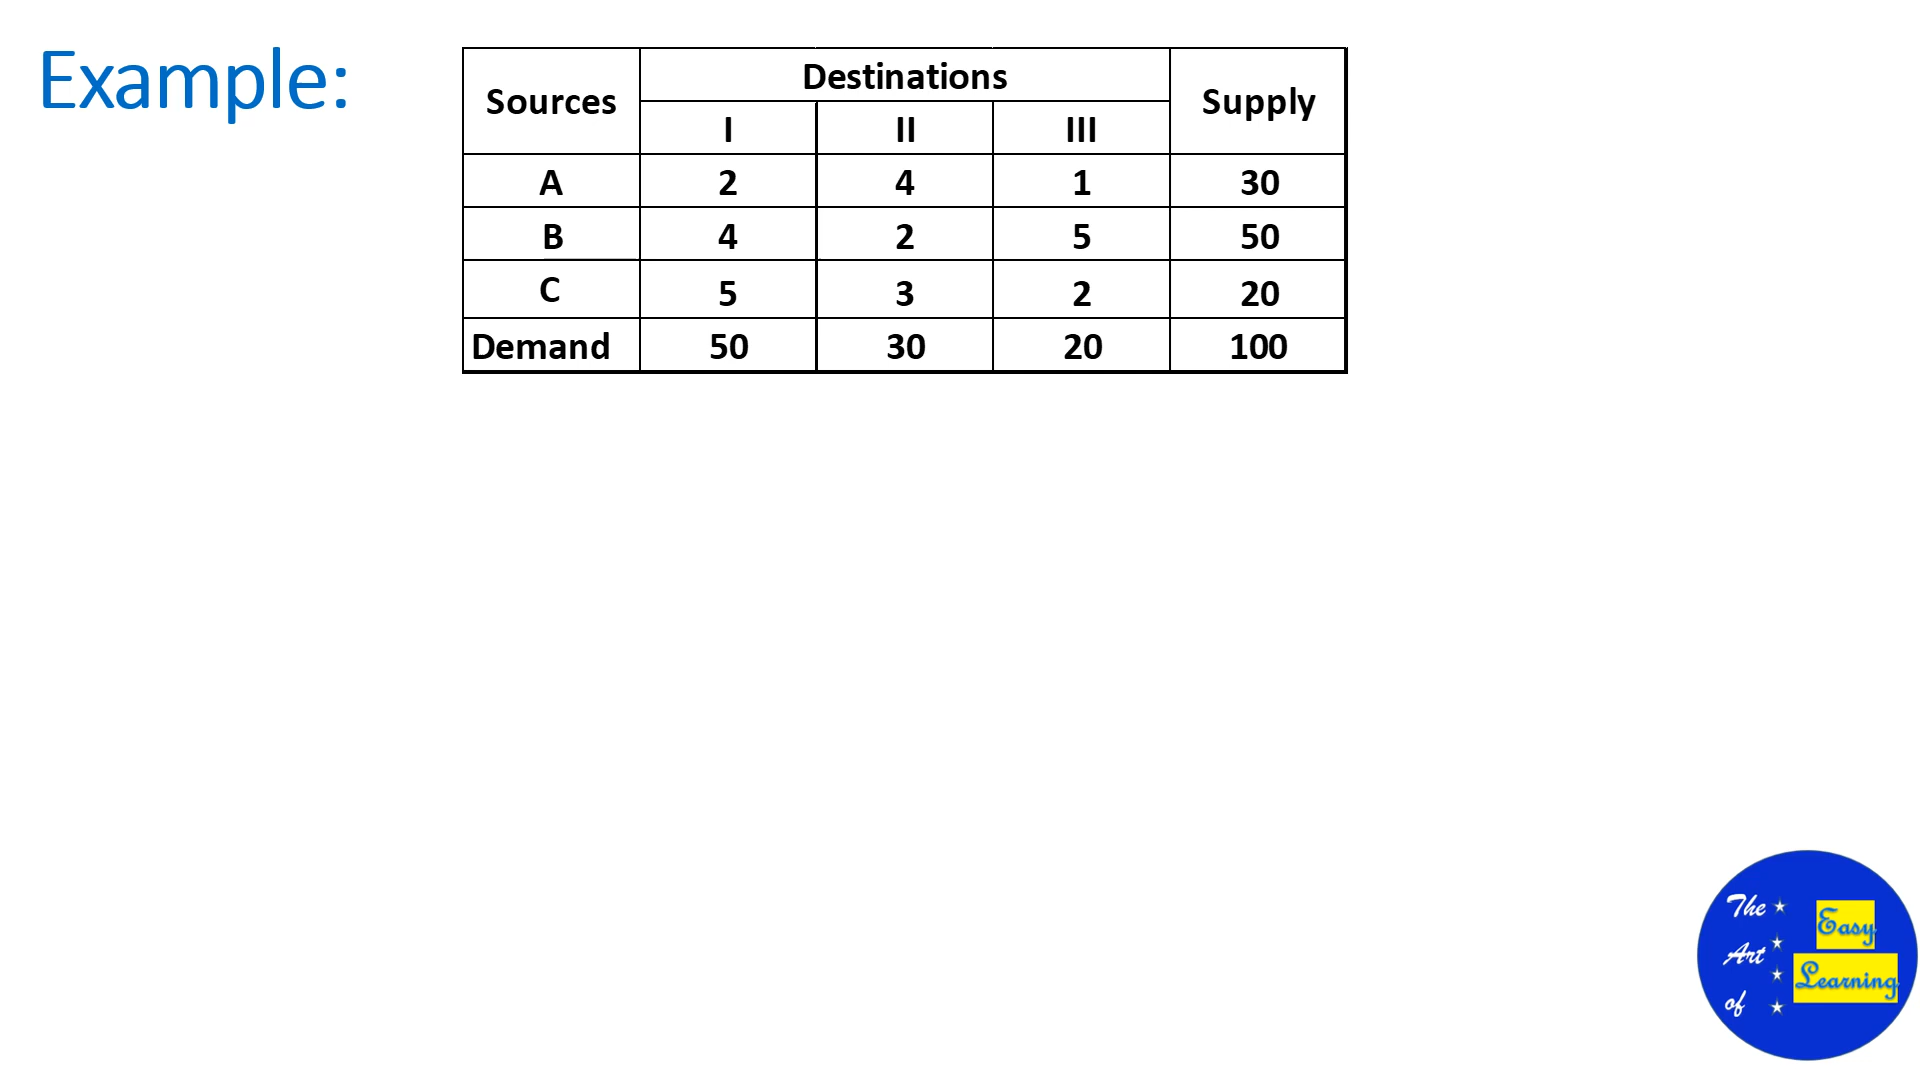 Example:
Sources Destinations Supply
I II III
A 2 4 1 30
B 4 2 5 50
C 5 3 2 20
Demand 50 30 20 100
The
Art
of
Easy
Learning